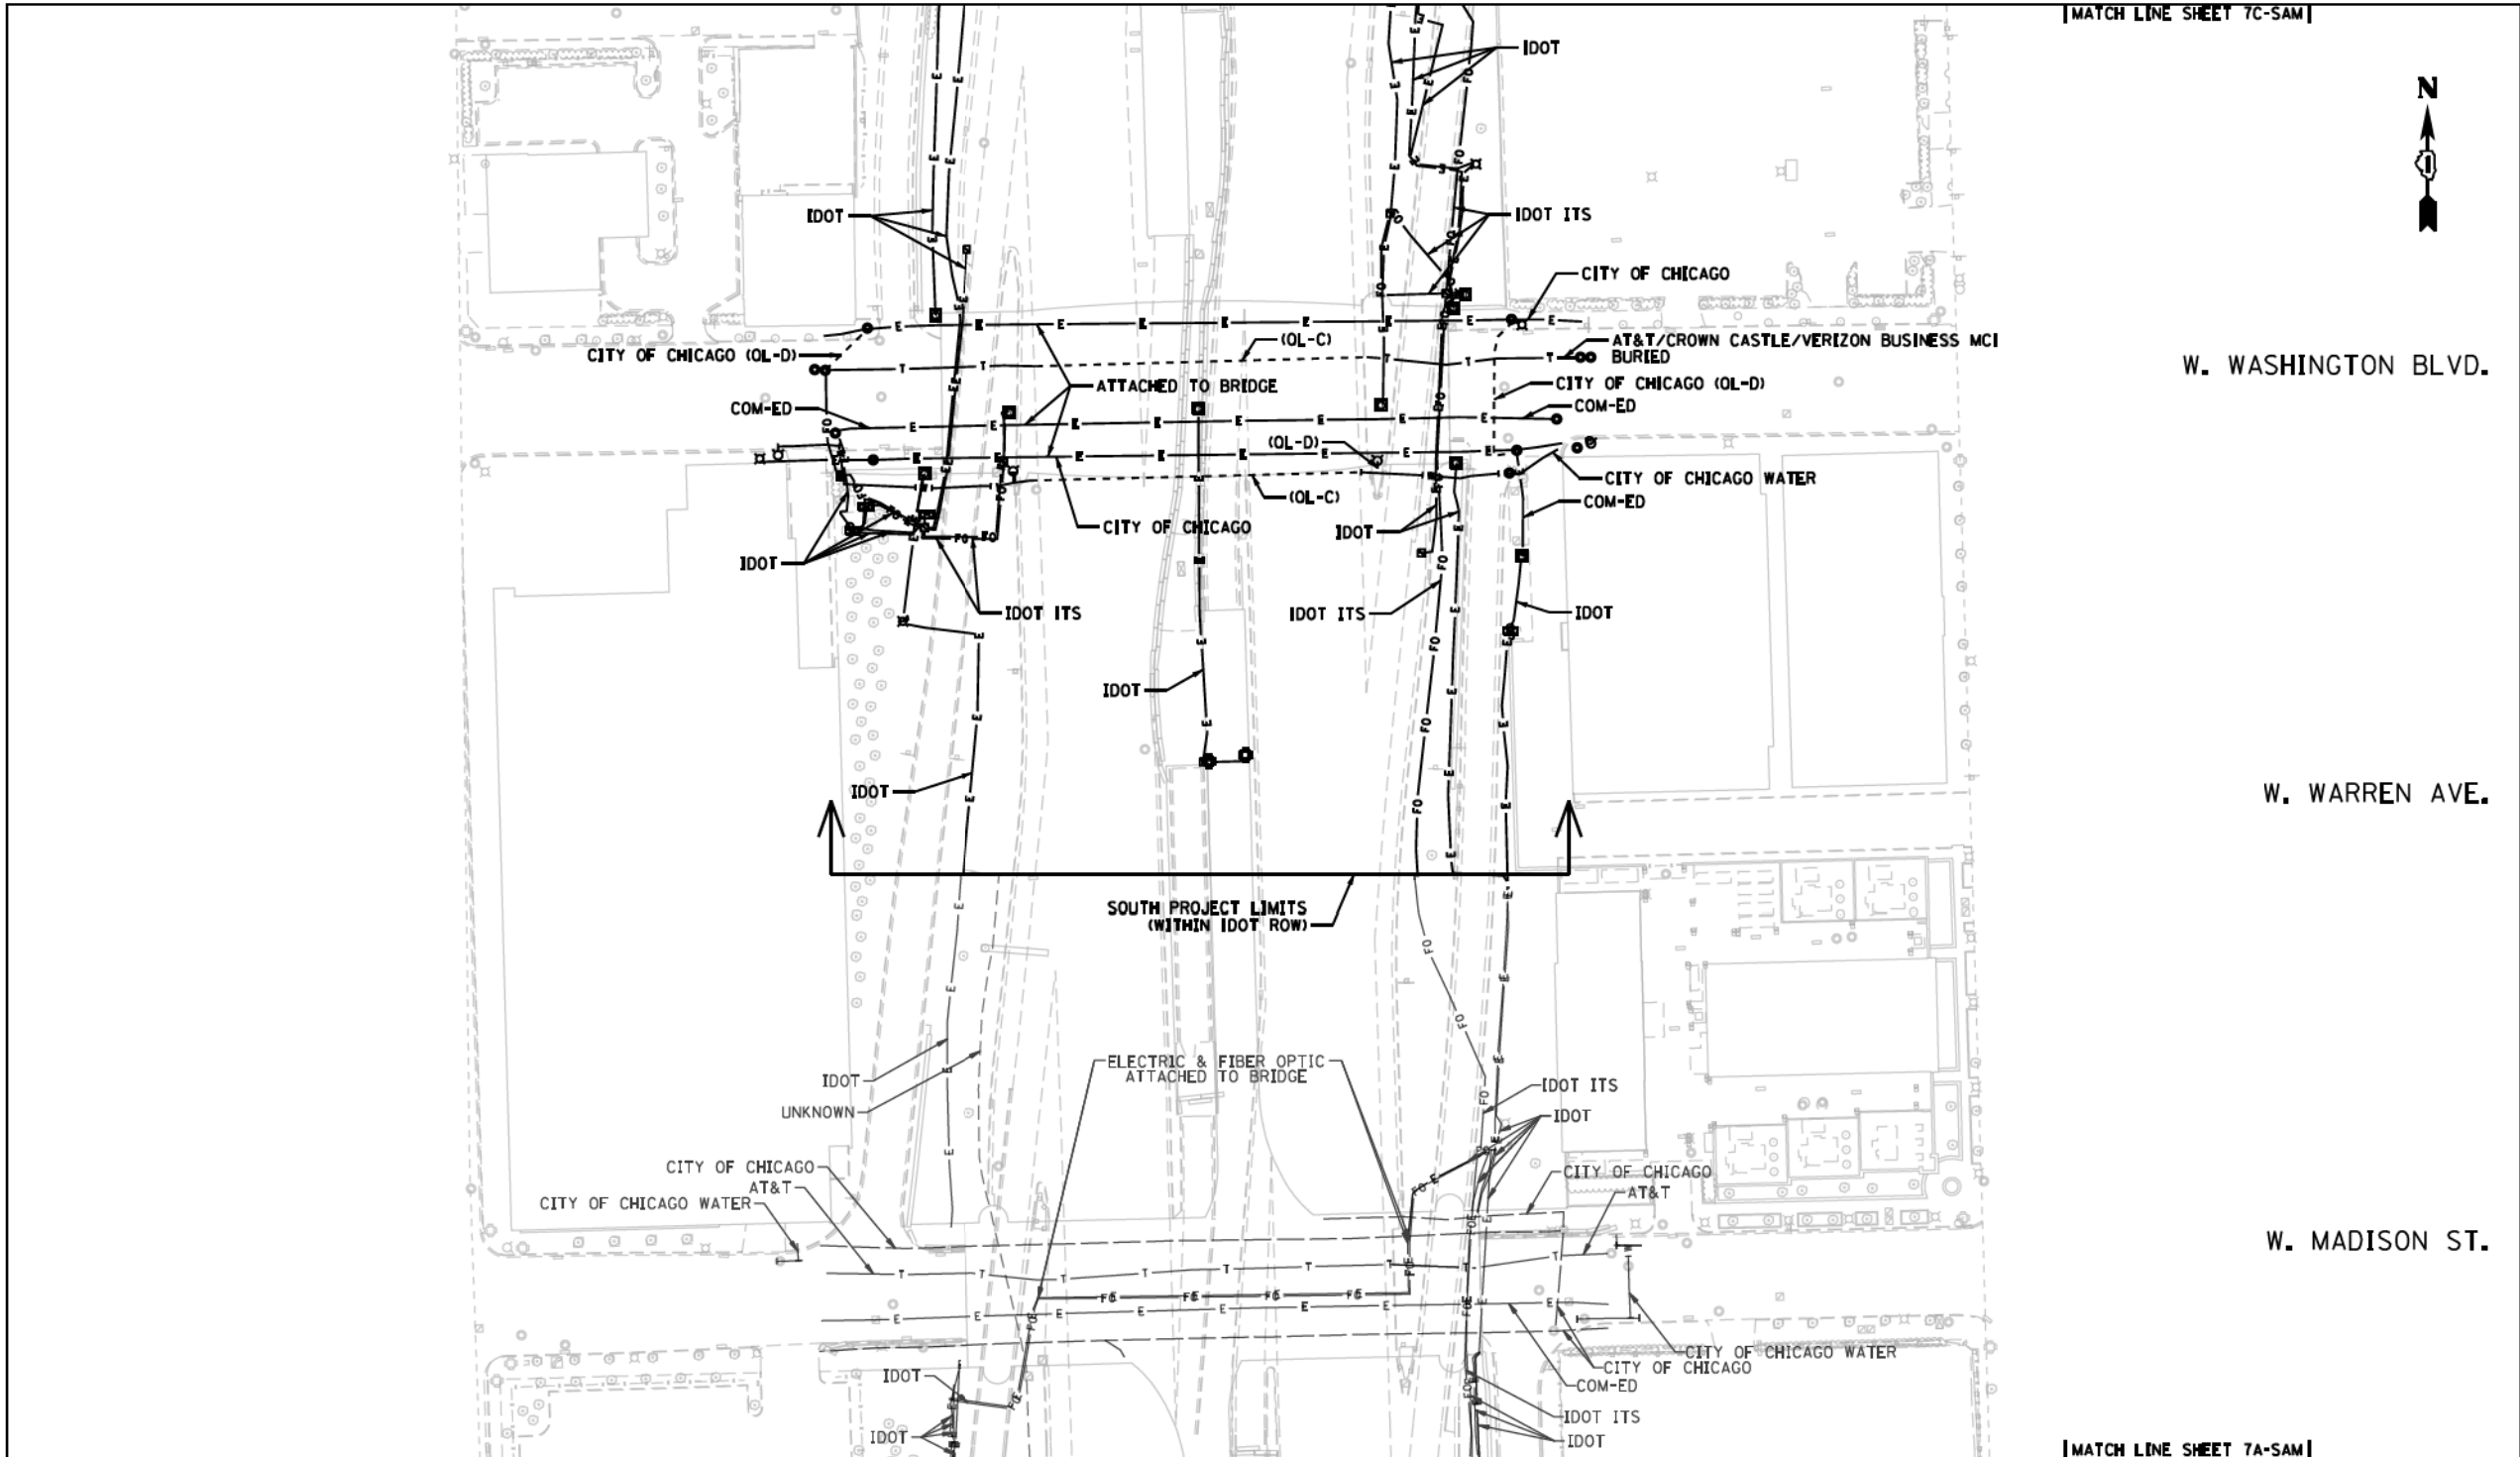 MATCH LINE SHEET 7C-SAM
IDOT
N
IDOT
IDOT ITS
CITY OF CHICAGO
CITY OF CHICAGO (OL-D)
(OL-C)
AT&T/CROWN CASTLE/VERIZON BUSINESS MCI
BURIED
W. WASHINGTON BLVD.
ATTACHED TO BRIDGE
CITY OF CHICAGO (OL-D)
COM-ED
COM-ED
(OL-D)
CITY OF CHICAGO WATER
(OL-C)
COM-ED
CITY OF CHICAGO
IDOT
IDOT
IDOT ITS
IDOT ITS
IDOT
IDOT
IDOT
W. WARREN AVE.
SOUTH PROJECT LIMITS
(WITHIN IDOT ROW)
ELECTRIC & FIBER OPTIC
ATTACHED TO BRIDGE
IDOT
IDOT ITS
UNKNOWN
IDOT
CITY OF CHICAGO
CITY OF CHICAGO
AT&T
AT&T
CITY OF CHICAGO WATER
W. MADISON ST.
CITY OF CHICAGO WATER
CITY OF CHICAGO
IDOT
COM-ED
IDOT ITS
IDOT
IDOT
MATCH LINE SHEET 7A-SAM